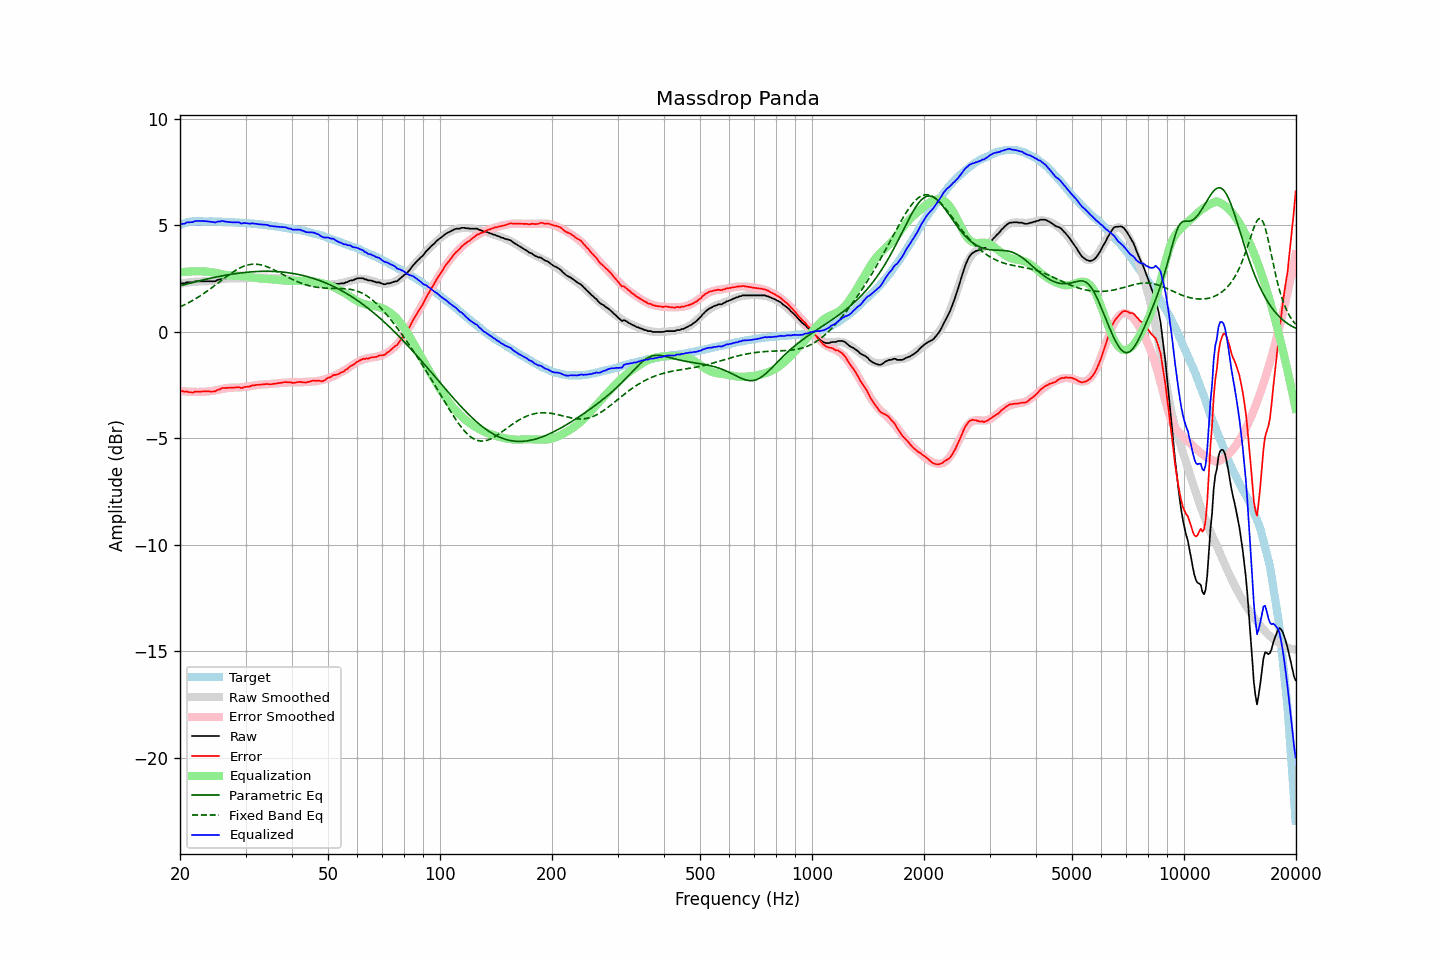 Massdrop Panda
Amplitude (dBr)
10
5
0
−5
−10
−15
−20
Target
Raw Smoothed
Error Smoothed
Raw
Error
Equalization
Parametric Eq
Fixed Band Eq
Equalized
20 50 100 200 500 1000 2000 5000 10000 20000
Frequency (Hz)